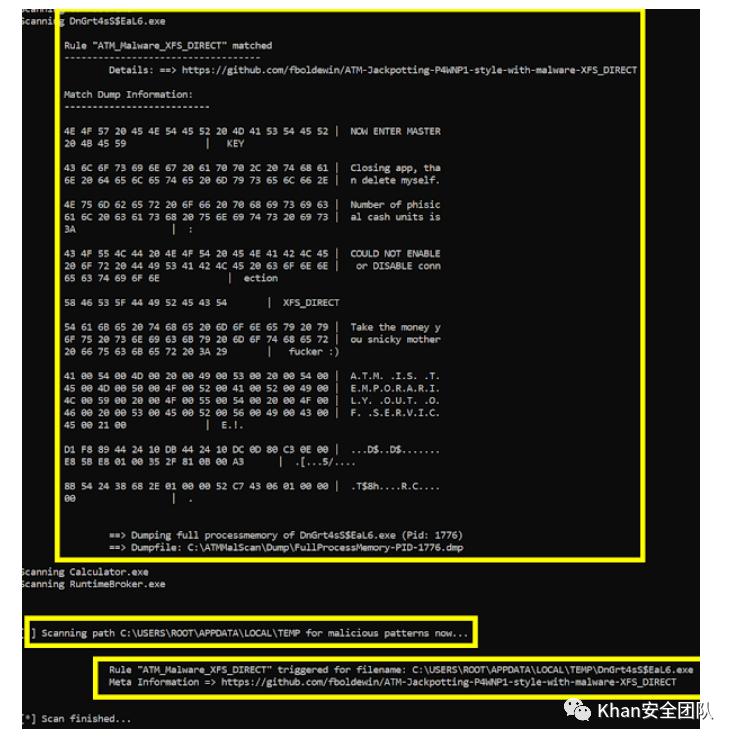 Scanning DnGrt4sS$EaL6.exe
Rule "ATM_Malware_XFS_DIRECT" matched
-----------------------------------
Details: ==> https://github.com/fboldewin/ATM-Jackpotting-P4WNP1-style-with-malware-XFS_DIRECT
Match Dump Information:
--------------------------
4E 4F 57 20 45 4E 54 45 52 20 4D 41 53 54 45 52 | NOW ENTER MASTER
20 4B 45 59 | KEY
43 6C 6F 73 69 6E 67 20 61 70 70 2C 20 74 68 61 | Closing app, tha
6E 20 64 65 6C 65 74 65 20 6D 79 73 65 6C 66 2E | n delete myself.
4E 75 6D 62 65 72 20 6F 66 20 70 68 69 73 69 63 | Number of phisic
61 6C 20 63 61 73 68 20 75 6E 69 74 73 20 69 73 | al cash units is
3A | :
43 4F 55 4C 44 20 4E 4F 54 20 45 4E 41 42 4C 45 | COULD NOT ENABLE
20 6F 72 20 44 49 53 41 42 4C 45 20 63 6F 6E 6E | or DISABLE conn
65 63 74 69 6F 6E | ection
58 46 53 5F 44 49 52 45 43 54 | XFS_DIRECT
54 61 6B 65 20 74 68 65 20 6D 6F 6E 65 79 20 79 | Take the money y
6F 75 20 73 6E 69 63 6B 79 20 6D 6F 74 68 65 72 | ou snicky mother
20 66 75 63 6B 65 72 20 3A 29 | fucker :)
41 00 54 00 4D 00 20 00 49 00 53 00 20 00 54 00 | A.T.M. .I.S. .T.
45 00 4D 00 50 00 4F 00 52 00 41 00 52 00 49 00 | E.M.P.O.R.A.R.I.
4C 00 59 00 20 00 4F 00 55 00 54 00 20 00 4F 00 | L.Y. .O.U.T. .O.
46 00 20 00 53 00 45 00 52 00 56 00 49 00 43 00 | F. .S.E.R.V.I.C.
45 00 21 00 | E.!.
D1 F8 89 44 24 10 DB 44 24 10 DC 0D 80 C3 0E 00 | ...D$..D$.......
E8 5B E8 01 00 35 2F 81 0B 00 A3 | .[...5/....
8B 54 24 38 68 2E 01 00 00 52 C7 43 06 01 00 00 | .T$8h....R.C....
00 | .
==> Dumping full processmemory of DnGrt4sS$EaL6.exe (Pid: 1776)
==> Dumpfile: C:\ATMMalScan\Dump\FullProcessMemory-PID-1776.dmp
Scanning Calculator.exe
Scanning RuntimeBroker.exe
] Scanning path C:\USERS\ROOT\APPDATA\LOCAL\TEMP for malicious patterns now...
Rule "ATM_Malware_XFS_DIRECT" triggered for filename: C:\USERS\ROOT\APPDATA\LOCAL\TEMP\DnGrt4sS$EaL6.exe
Meta Information => https://github.com/fboldewin/ATM-Jackpotting-P4WNP1-style-with-malware-XFS_DIRECT
[*] Scan finished...
Khan安全团队